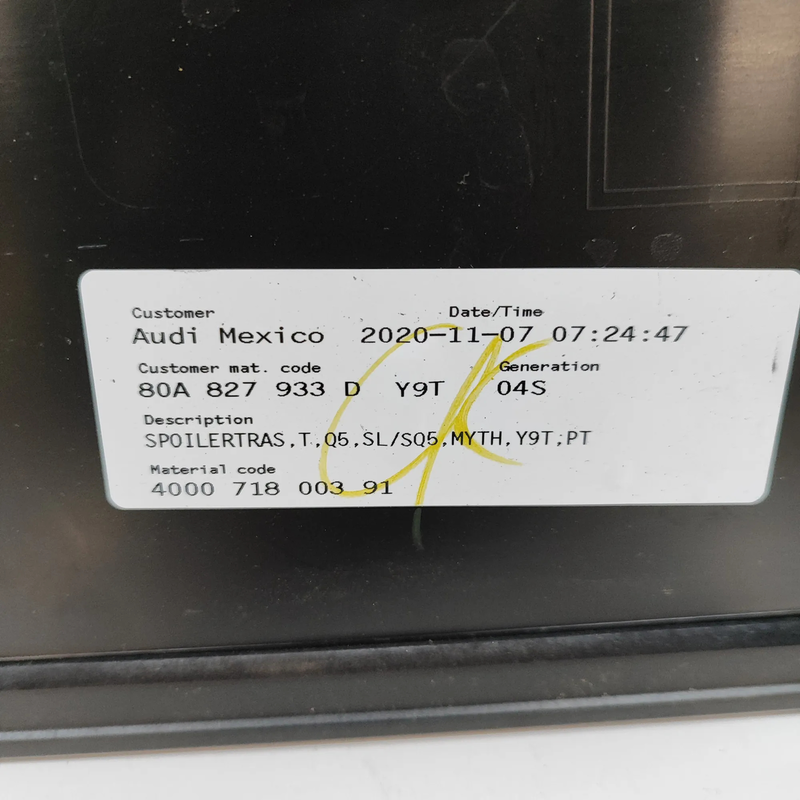 Customer Date/Time
Audi Mexico 2020-11-07 07:24:47
Customer mat. code Generation
80A 827 933 D Y9T 04S
Description
SPOILERTRAS,T,Q5,SL/SQ5,MYTH,Y9T;PT
Material code
4000 718 003 91
OK